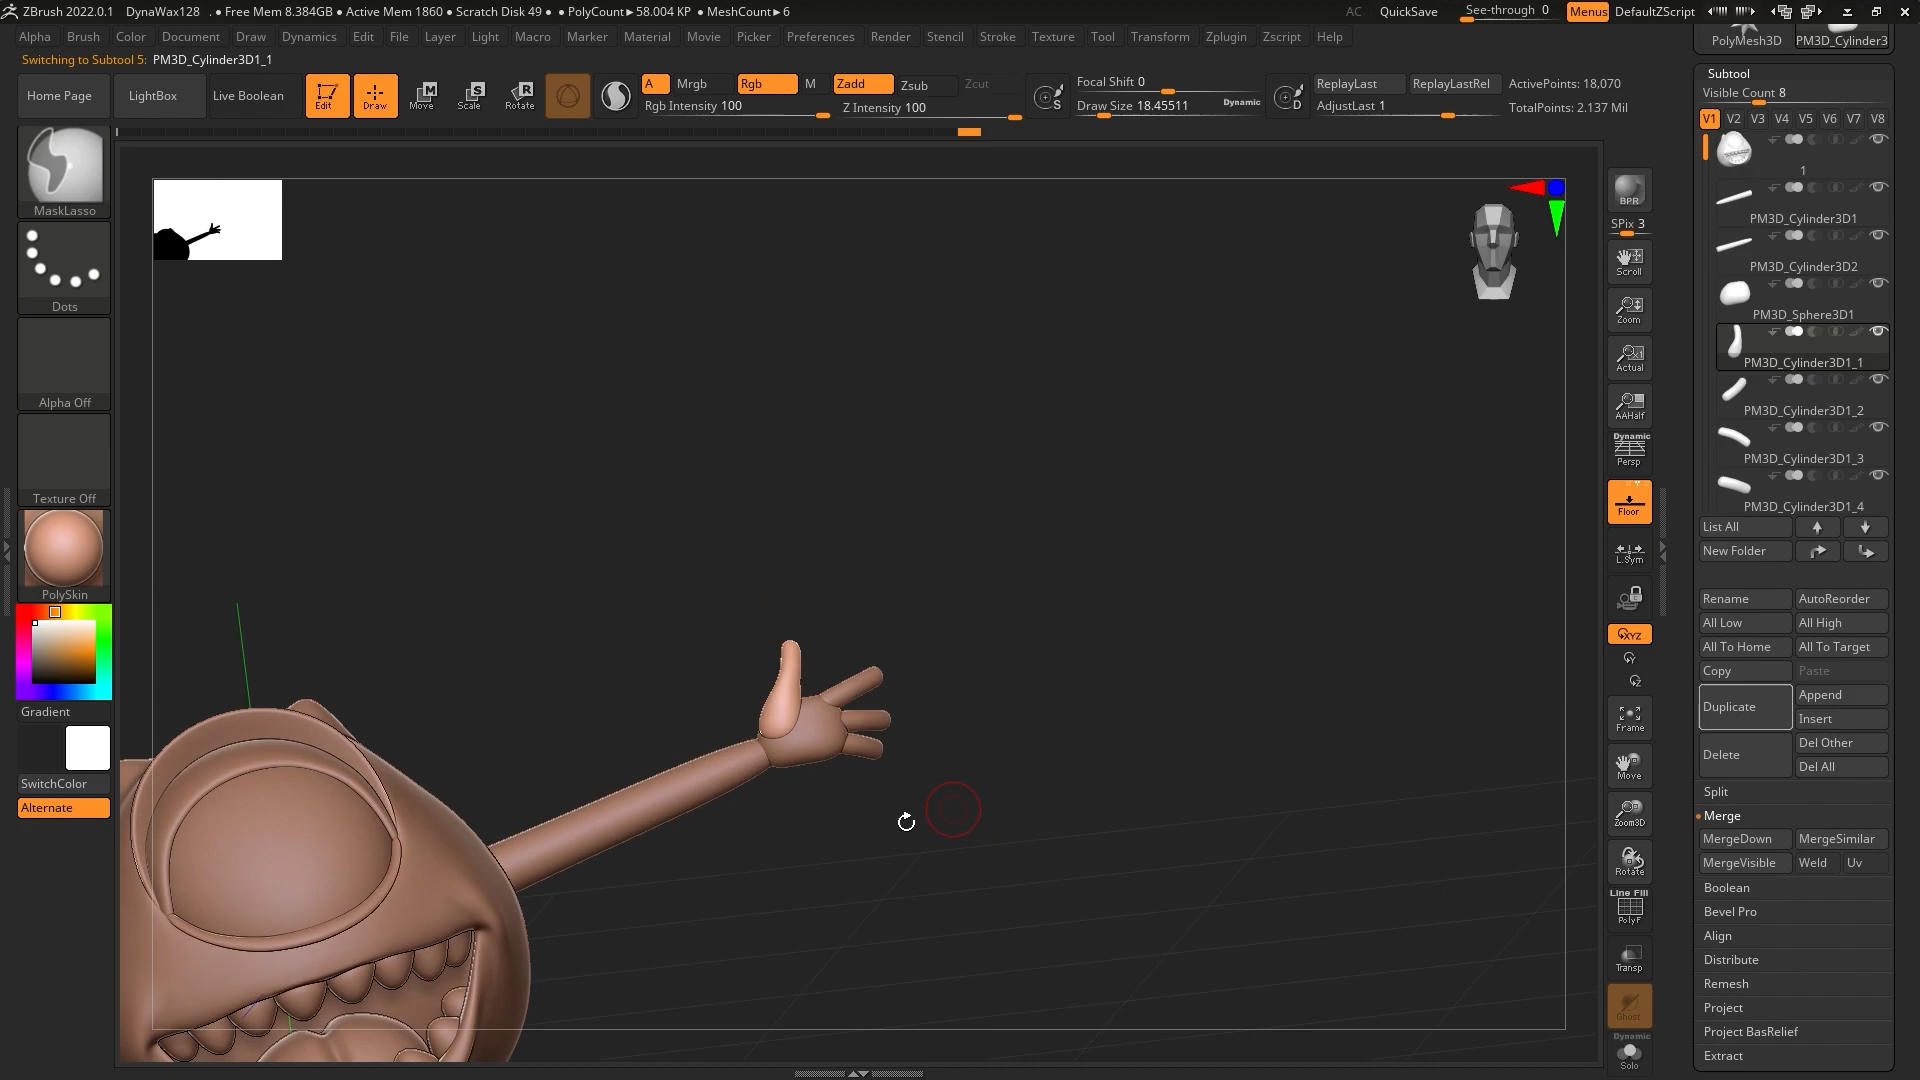 ZBrush 2022.0.1 DynaWax128 . ● Free Mem 8.384GB ● Active Mem 1860 ● Scratch Disk 49 ● ● PolyCount►58.004 KP ● MeshCount►6 AC QuickSave See-through 0 Menus DefaultZScript
Alpha Brush Color Document Draw Dynamics Edit File Layer Light Macro Marker Material Movie Picker Preferences Render Stencil Stroke Texture Tool Transform Zplugin Zscript Help
PolyMesh3D PM3D_Cylinder3
Switching to Subtool 5: PM3D_Cylinder3D1_1
Home Page LightBox Live Boolean Edit Draw Move Scale Rotate
A Mrgb Rgb M Zadd Zsub Zcut
Rgb Intensity 100 Z Intensity 100
Focal Shift 0
Draw Size 18.45511 Dynamic
ReplayLast ReplayLastRel ActivePoints: 18,070
AdjustLast 1 TotalPoints: 2.137 Mil
MaskLasso
Dots
Alpha Off
Texture Off
PolySkin
Gradient
SwitchColor
Alternate
BPR
SPix 3
Scroll
Zoom
Actual
AAHalf
Dynamic
Persp
Floor
L.Sym
XYZ
Y
Z
Frame
Move
Zoom3D
Rotate
Line Fill
PolyF
Transp
Ghost
Dynamic
Solo
Subtool
Visible Count 8
V1 V2 V3 V4 V5 V6 V7 V8
1
PM3D_Cylinder3D1
PM3D_Cylinder3D2
PM3D_Sphere3D1
PM3D_Cylinder3D1_1
PM3D_Cylinder3D1_2
PM3D_Cylinder3D1_3
PM3D_Cylinder3D1_4
List All
New Folder
Rename AutoReorder
All Low All High
All To Home All To Target
Copy Paste
Duplicate Append
Insert
Delete Del Other
Del All
Split
Merge
MergeDown MergeSimilar
MergeVisible Weld Uv
Boolean
Bevel Pro
Align
Distribute
Remesh
Project
Project BasRelief
Extract